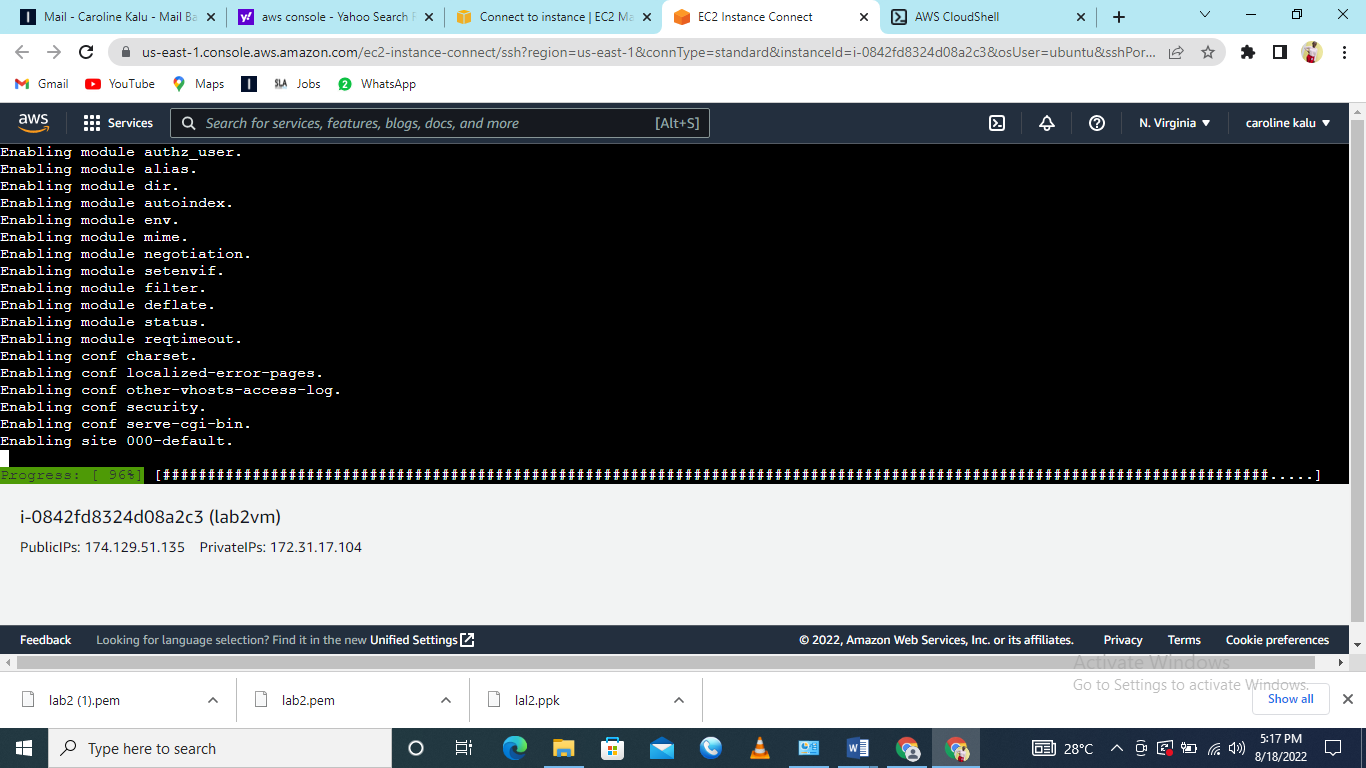 Mail - Caroline Kalu - Mail Ba
aws console - Yahoo Search R
Connect to instance | EC2 Ma
EC2 Instance Connect
AWS CloudShell
us-east-1.console.aws.amazon.com/ec2-instance-connect/ssh?region=us-east-1&connType=standard&instanceId=i-0842fd8324d08a2c3&osUser=ubuntu&sshPor...
Gmail YouTube Maps SLA Jobs 2 WhatsApp
aws Services Search for services, features, blogs, docs, and more [Alt+S] N. Virginia caroline kalu
Enabling module authz_user.
Enabling module alias.
Enabling module dir.
Enabling module autoindex.
Enabling module env.
Enabling module mime.
Enabling module negotiation.
Enabling module setenvif.
Enabling module filter.
Enabling module deflate.
Enabling module status.
Enabling module reqtimeout.
Enabling conf charset.
Enabling conf localized-error-pages.
Enabling conf other-vhosts-access-log.
Enabling conf security.
Enabling conf serve-cgi-bin.
Enabling site 000-default.
Progress: [ 96%] [###########################################################################################################################.....]
i-0842fd8324d08a2c3 (lab2vm)
PublicIPs: 174.129.51.135 PrivateIPs: 172.31.17.104
Feedback Looking for language selection? Find it in the new Unified Settings © 2022, Amazon Web Services, Inc. or its affiliates. Privacy Terms Cookie preferences
Activate Windows
Go to Settings to activate Windows.
lab2 (1).pem lab2.pem lal2.ppk Show all
Type here to search 28°C 5:17 PM
8/18/2022